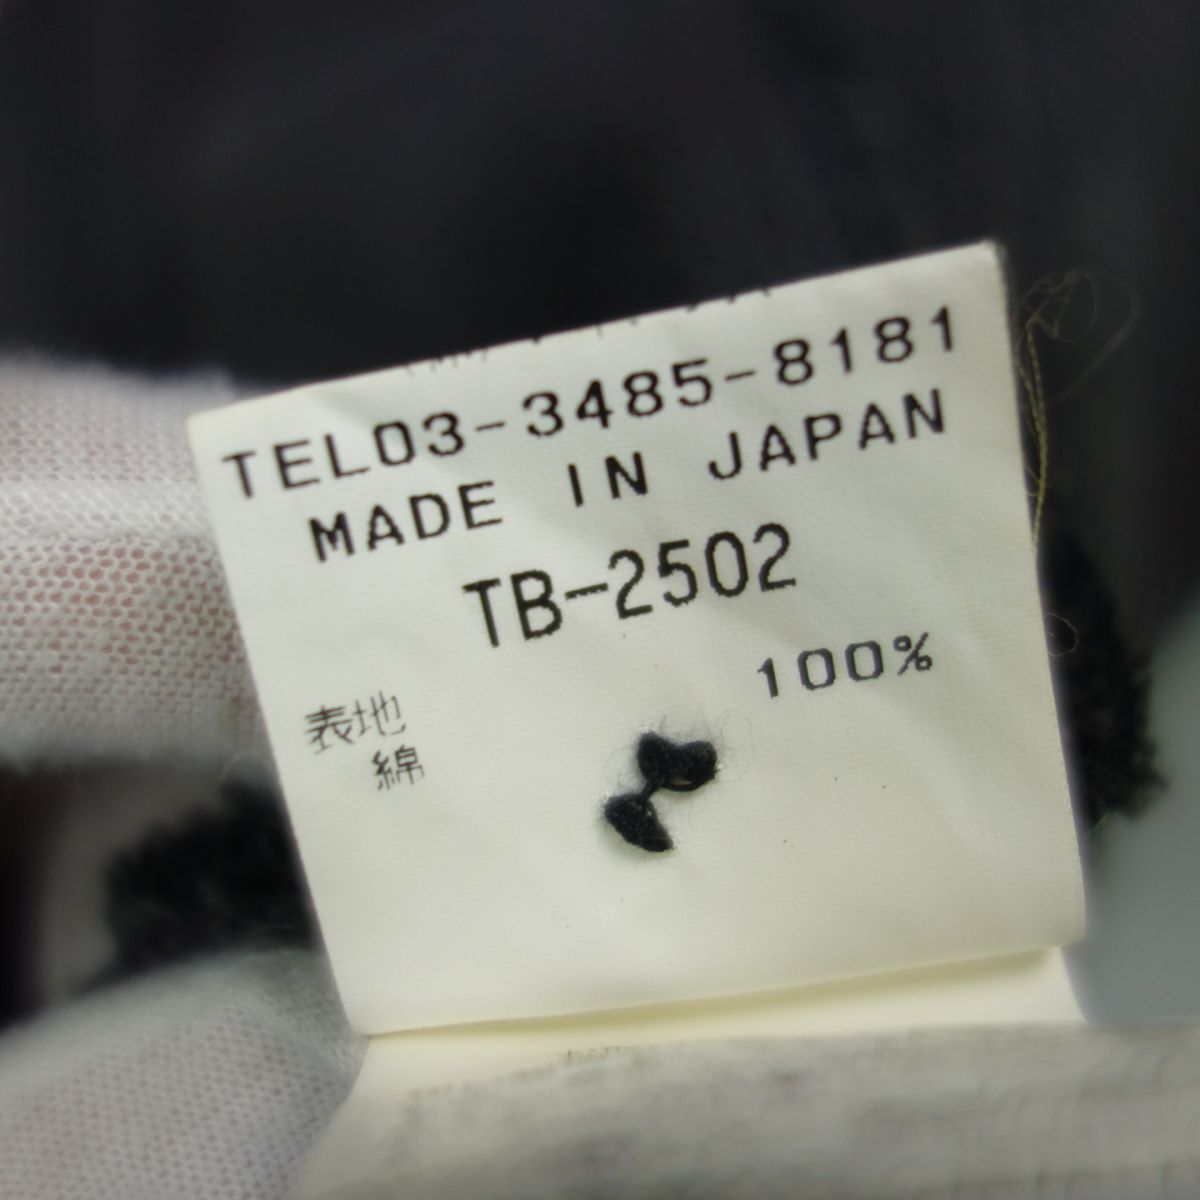 TEL03-3485-8181
MADE IN JAPAN
TB-2502
100%
表地
綿